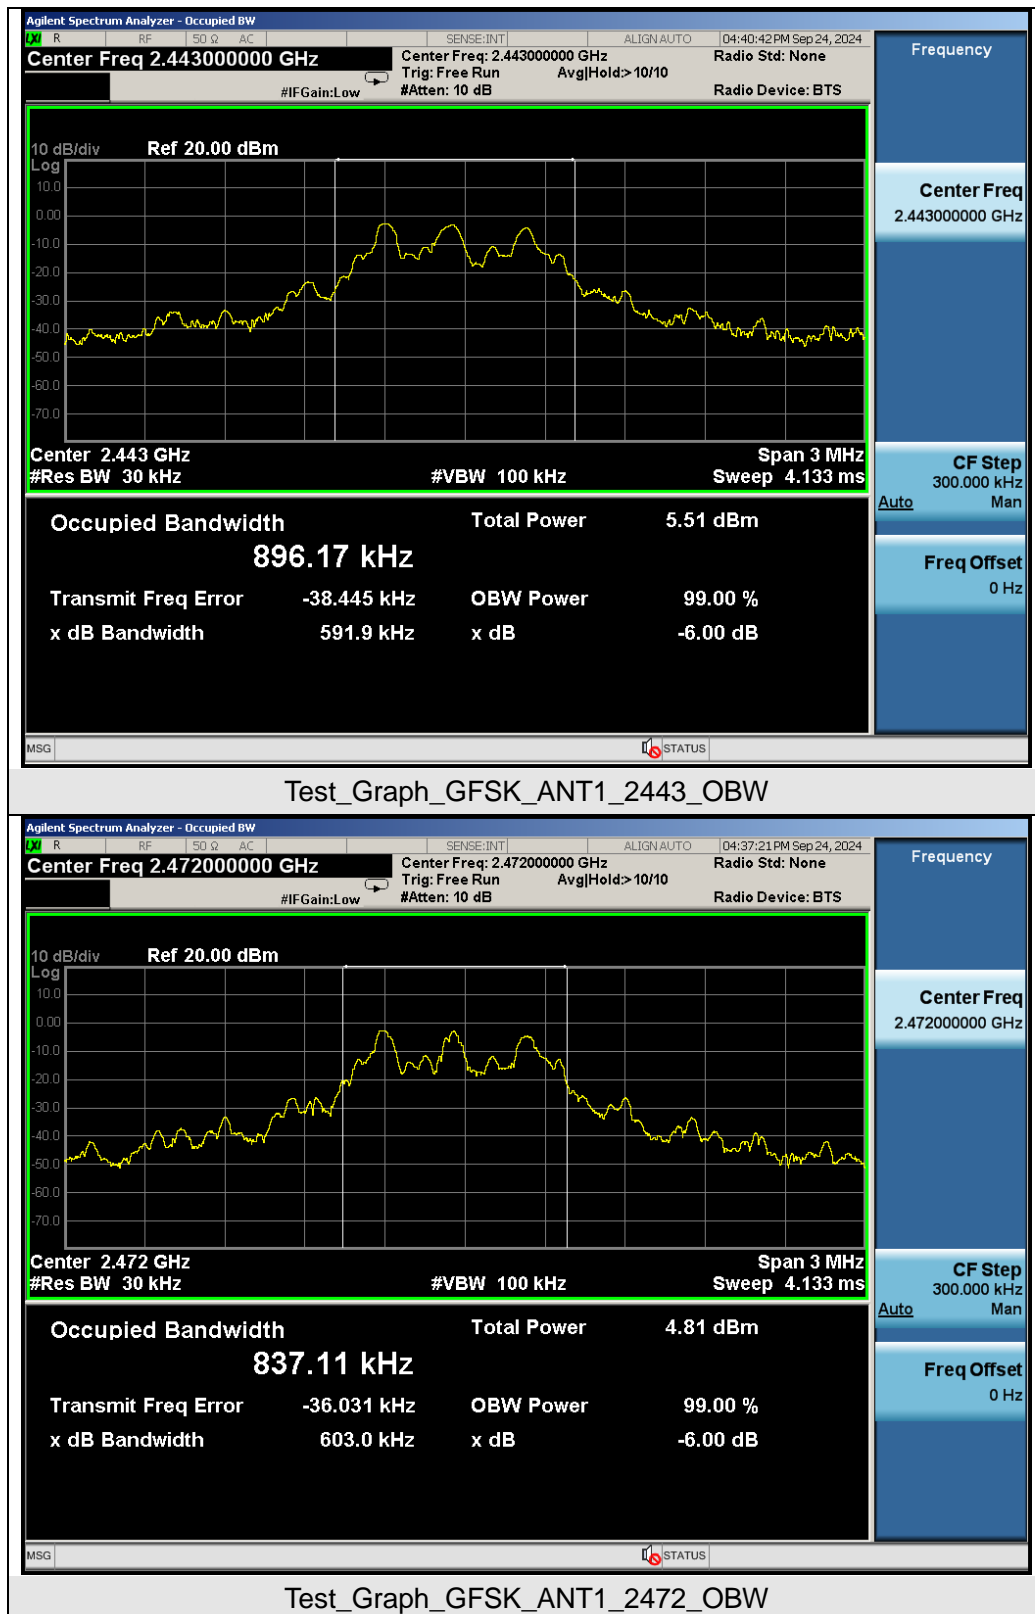 Agilent Spectrum Analyzer - Occupied BW
LXI R RF 50 Ω AC SENSE:INT ALIGN AUTO 04:40:42 PM Sep 24, 2024
Center Freq 2.443000000 GHz
Center Freq: 2.443000000 GHz Radio Std: None
Trig: Free Run Avg|Hold:> 10/10
#IFGain:Low #Atten: 10 dB Radio Device: BTS
Frequency
10 dB/div Ref 20.00 dBm
Log
10.0
0.00
-10.0
-20.0
-30.0
-40.0
-50.0
-60.0
-70.0
Center Freq
2.443000000 GHz
Center 2.443 GHz Span 3 MHz
#Res BW 30 kHz #VBW 100 kHz Sweep 4.133 ms
CF Step
300.000 kHz
Auto Man
Occupied Bandwidth Total Power 5.51 dBm
896.17 kHz
Transmit Freq Error -38.445 kHz OBW Power 99.00 %
x dB Bandwidth 591.9 kHz x dB -6.00 dB
Freq Offset
0 Hz
MSG STATUS
Test_Graph_GFSK_ANT1_2443_OBW
Agilent Spectrum Analyzer - Occupied BW
LXI R RF 50 Ω AC SENSE:INT ALIGN AUTO 04:37:21 PM Sep 24, 2024
Center Freq 2.472000000 GHz
Center Freq: 2.472000000 GHz Radio Std: None
Trig: Free Run Avg|Hold:> 10/10
#IFGain:Low #Atten: 10 dB Radio Device: BTS
Frequency
10 dB/div Ref 20.00 dBm
Log
10.0
0.00
-10.0
-20.0
-30.0
-40.0
-50.0
-60.0
-70.0
Center Freq
2.472000000 GHz
Center 2.472 GHz Span 3 MHz
#Res BW 30 kHz #VBW 100 kHz Sweep 4.133 ms
CF Step
300.000 kHz
Auto Man
Occupied Bandwidth Total Power 4.81 dBm
837.11 kHz
Transmit Freq Error -36.031 kHz OBW Power 99.00 %
x dB Bandwidth 603.0 kHz x dB -6.00 dB
Freq Offset
0 Hz
MSG STATUS
Test_Graph_GFSK_ANT1_2472_OBW